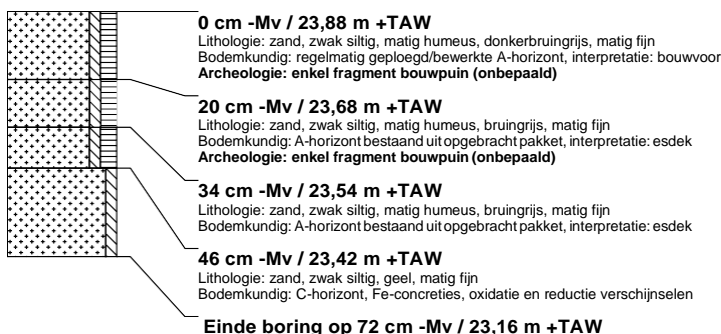 0 cm -Mv / 23,88 m +TAW
Lithologie: zand, zwak siltig, matig humeus, donkerbruingrijs, matig fijn
Bodemkundig: regelmatig geploegd/bewerkte A-horizont, interpretatie: bouwvoor
Archeologie: enkel fragment bouwpuin (onbepaald)
20 cm -Mv / 23,68 m +TAW
Lithologie: zand, zwak siltig, matig humeus, bruingrijs, matig fijn
Bodemkundig: A-horizont bestaand uit opgebracht pakket, interpretatie: esdek
Archeologie: enkel fragment bouwpuin (onbepaald)
34 cm -Mv / 23,54 m +TAW
Lithologie: zand, zwak siltig, matig humeus, bruingrijs, matig fijn
Bodemkundig: A-horizont bestaand uit opgebracht pakket, interpretatie: esdek
46 cm -Mv / 23,42 m +TAW
Lithologie: zand, zwak siltig, geel, matig fijn
Bodemkundig: C-horizont, Fe-concreties, oxidatie en reductie verschijnselen
Einde boring op 72 cm -Mv / 23,16 m +TAW